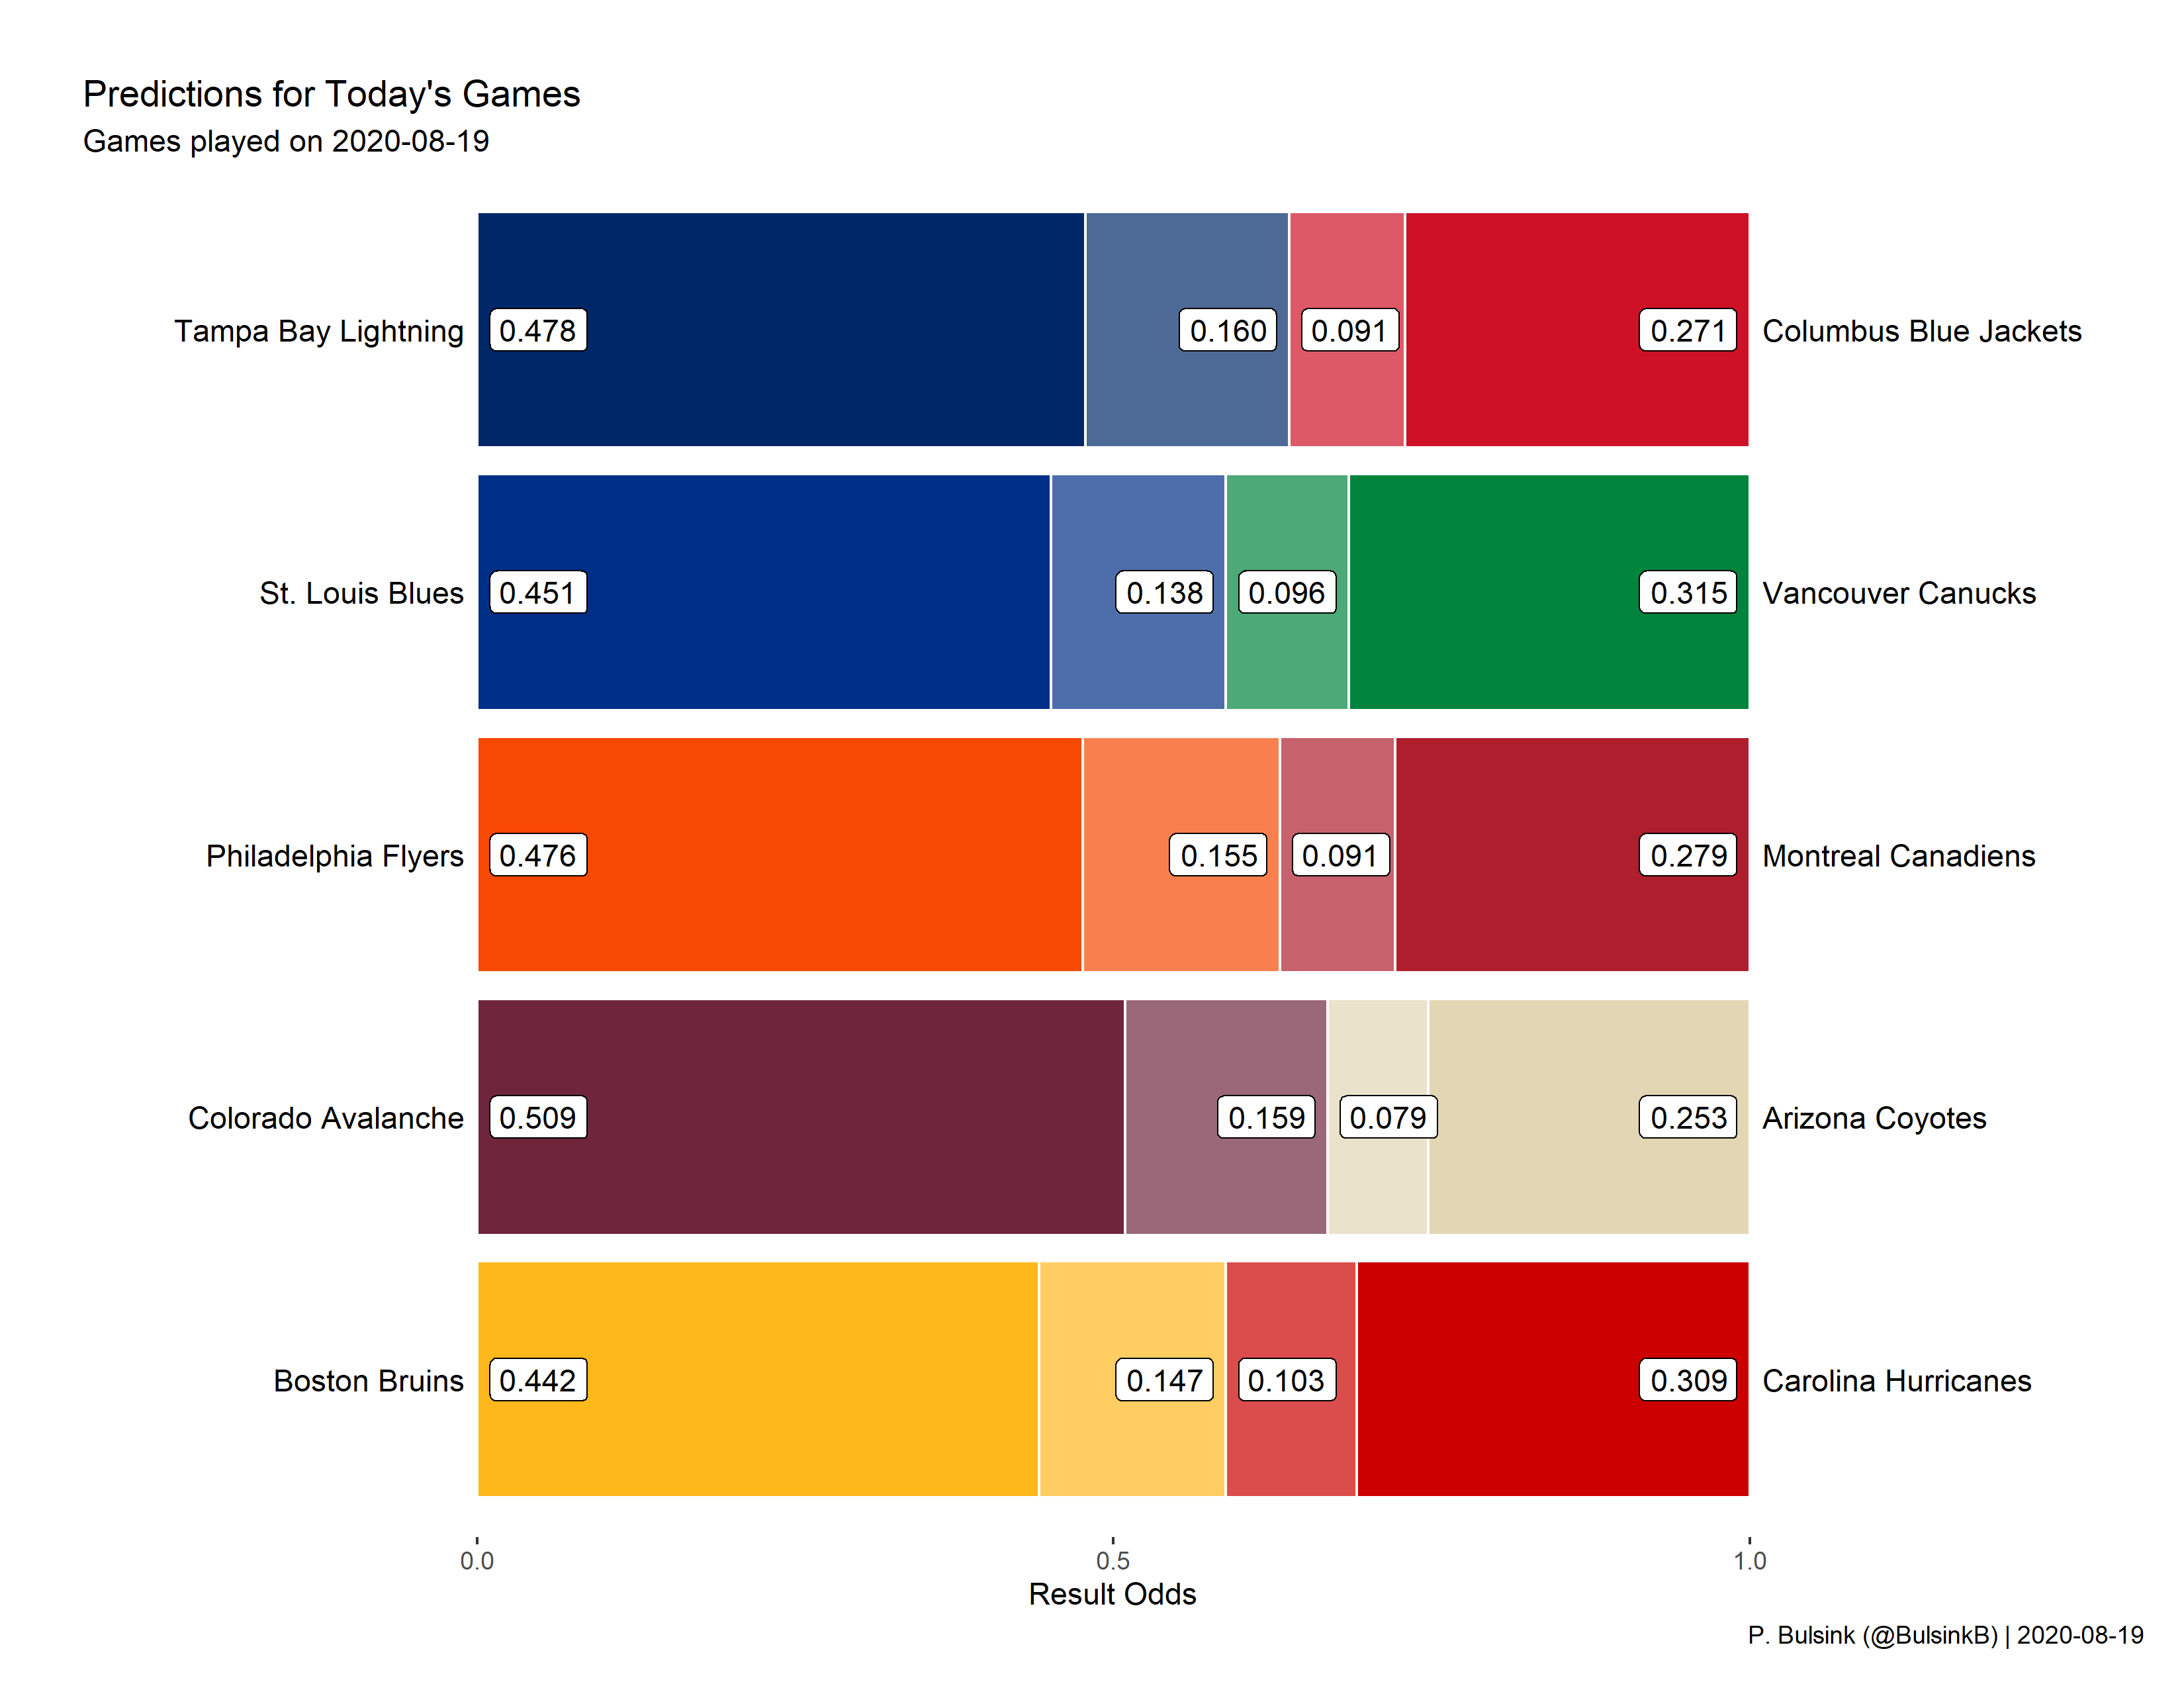 Predictions for Today's Games
Games played on 2020-08-19
Tampa Bay Lightning 0.478 0.160 0.091 0.271 Columbus Blue Jackets
St. Louis Blues 0.451 0.138 0.096 0.315 Vancouver Canucks
Philadelphia Flyers 0.476 0.155 0.091 0.279 Montreal Canadiens
Colorado Avalanche 0.509 0.159 0.079 0.253 Arizona Coyotes
Boston Bruins 0.442 0.147 0.103 0.309 Carolina Hurricanes
0.0 0.5 1.0
Result Odds
P. Bulsink (@BulsinkB) | 2020-08-19